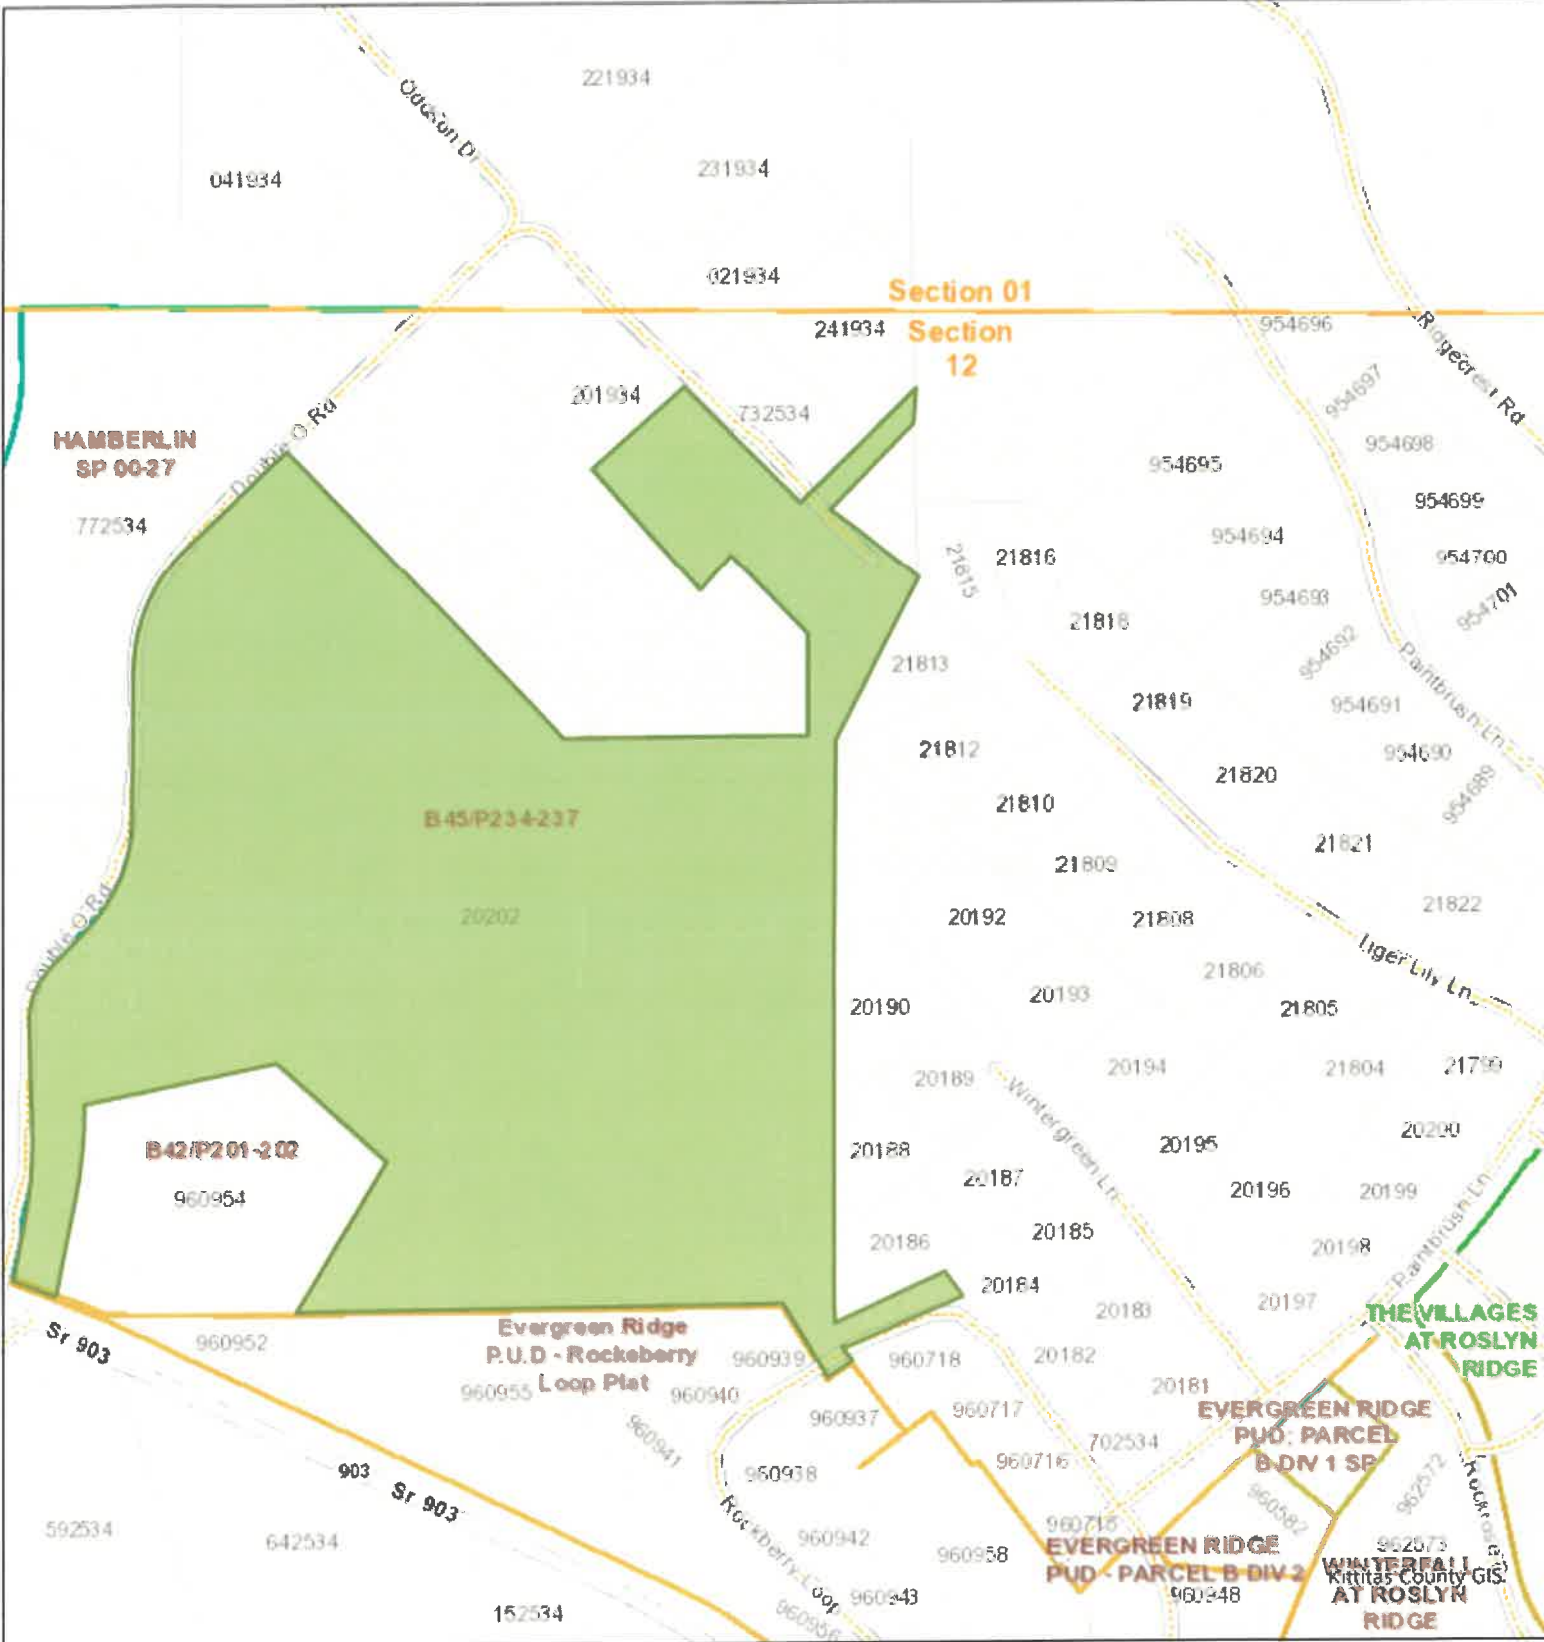 221934
Oddson Dr
231934
041934
021934
Section 01
241934
Section
12
954696
Ridgecrest Rd
201934
732534
954697
Double O Rd
HAMBERLIN
SP 00-27
954698
954695
954699
772534
21815
21816
954694
954700
954693
954701
21818
954692
21813
Paintbrush Ln
21819
954691
21812
954690
21820
954689
21810
B45/P234-237
21821
21809
20202
20192
21808
21822
Double O Rd
Tiger Lily Ln
21806
20193
20190
21805
20189
20194
21804
21799
Wintergreen Ln
B42/P201-202
20188
20195
20200
20187
960954
20196
20199
Paintbrush Ln
20186
20185
20198
20184
20183
20197
THE VILLAGES
AT ROSLYN
RIDGE
Sr 903
960952
Evergreen Ridge
P.U.D - Rockeberry
Loop Plat
960939
960718
20182
960955
960940
20181
960937
960717
EVERGREEN RIDGE
PUD; PARCEL
B-DIV 1 SP
960941
702534
960716
903
Sr 903
960938
962572
Rockrose
960582
Rockberry Loop
592534
642534
960942
960715
960958
EVERGREEN RIDGE
PUD - PARCEL B DIV 2
962573
WINTERFALL
AT ROSLYN
RIDGE
Kittitas County GIS
960943
960948
960956
152534